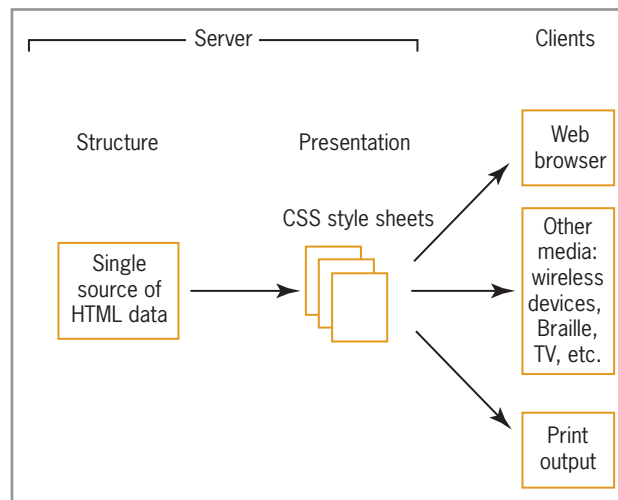 Server
Clients
Structure
Presentation
CSS style sheets
Single
source of
HTML data
Web
browser
Other
media:
wireless
devices,
Braille,
TV, etc.
Print
output